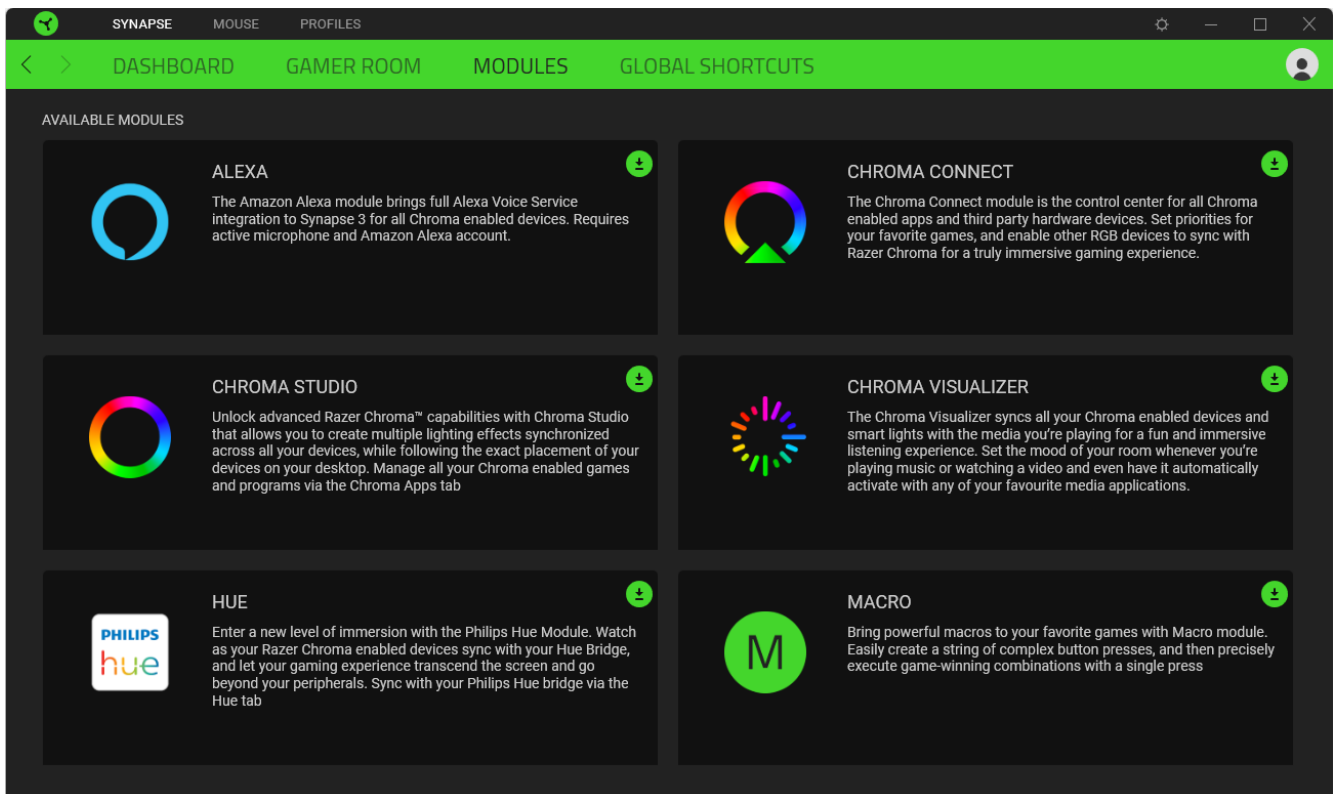 SYNAPSE MOUSE PROFILES
DASHBOARD GAMER ROOM MODULES GLOBAL SHORTCUTS
AVAILABLE MODULES
ALEXA
The Amazon Alexa module brings full Alexa Voice Service
integration to Synapse 3 for all Chroma enabled devices. Requires
active microphone and Amazon Alexa account.
CHROMA CONNECT
The Chroma Connect module is the control center for all Chroma
enabled apps and third party hardware devices. Set priorities for
your favorite games, and enable other RGB devices to sync with
Razer Chroma for a truly immersive gaming experience.
CHROMA STUDIO
Unlock advanced Razer Chroma™ capabilities with Chroma Studio
that allows you to create multiple lighting effects synchronized
across all your devices, while following the exact placement of your
devices on your desktop. Manage all your Chroma enabled games
and programs via the Chroma Apps tab
CHROMA VISUALIZER
The Chroma Visualizer syncs all your Chroma enabled devices and
smart lights with the media you're playing for a fun and immersive
listening experience. Set the mood of your room whenever you're
playing music or watching a video and even have it automatically
activate with any of your favourite media applications.
PHILIPS
hue
HUE
Enter a new level of immersion with the Philips Hue Module. Watch
as your Razer Chroma enabled devices sync with your Hue Bridge,
and let your gaming experience transcend the screen and go
beyond your peripherals. Sync with your Philips Hue bridge via the
Hue tab
M
MACRO
Bring powerful macros to your favorite games with Macro module.
Easily create a string of complex button presses, and then precisely
execute game-winning combinations with a single press